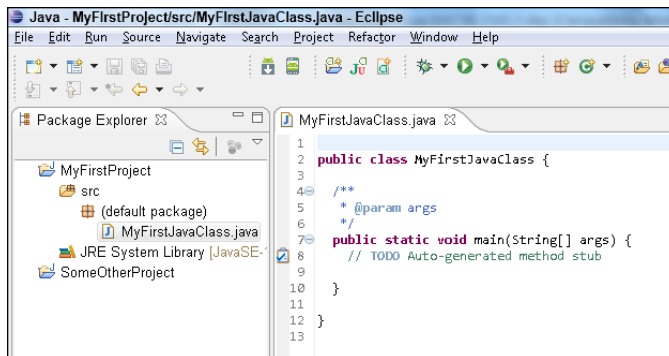 Java - MyFirstProject/src/MyFirstJavaClass.java - Eclipse
File Edit Run Source Navigate Search Project Refactor Window Help
Package Explorer
MyFirstProject
src
(default package)
MyFirstJavaClass.java
JRE System Library [JavaSE-
SomeOtherProject
MyFirstJavaClass.java
1
2 public class MyFirstJavaClass {
3
4 /**
5 * @param args
6 */
7 public static void main(String[] args) {
8 // TODO Auto-generated method stub
9
10 }
11
12 }
13